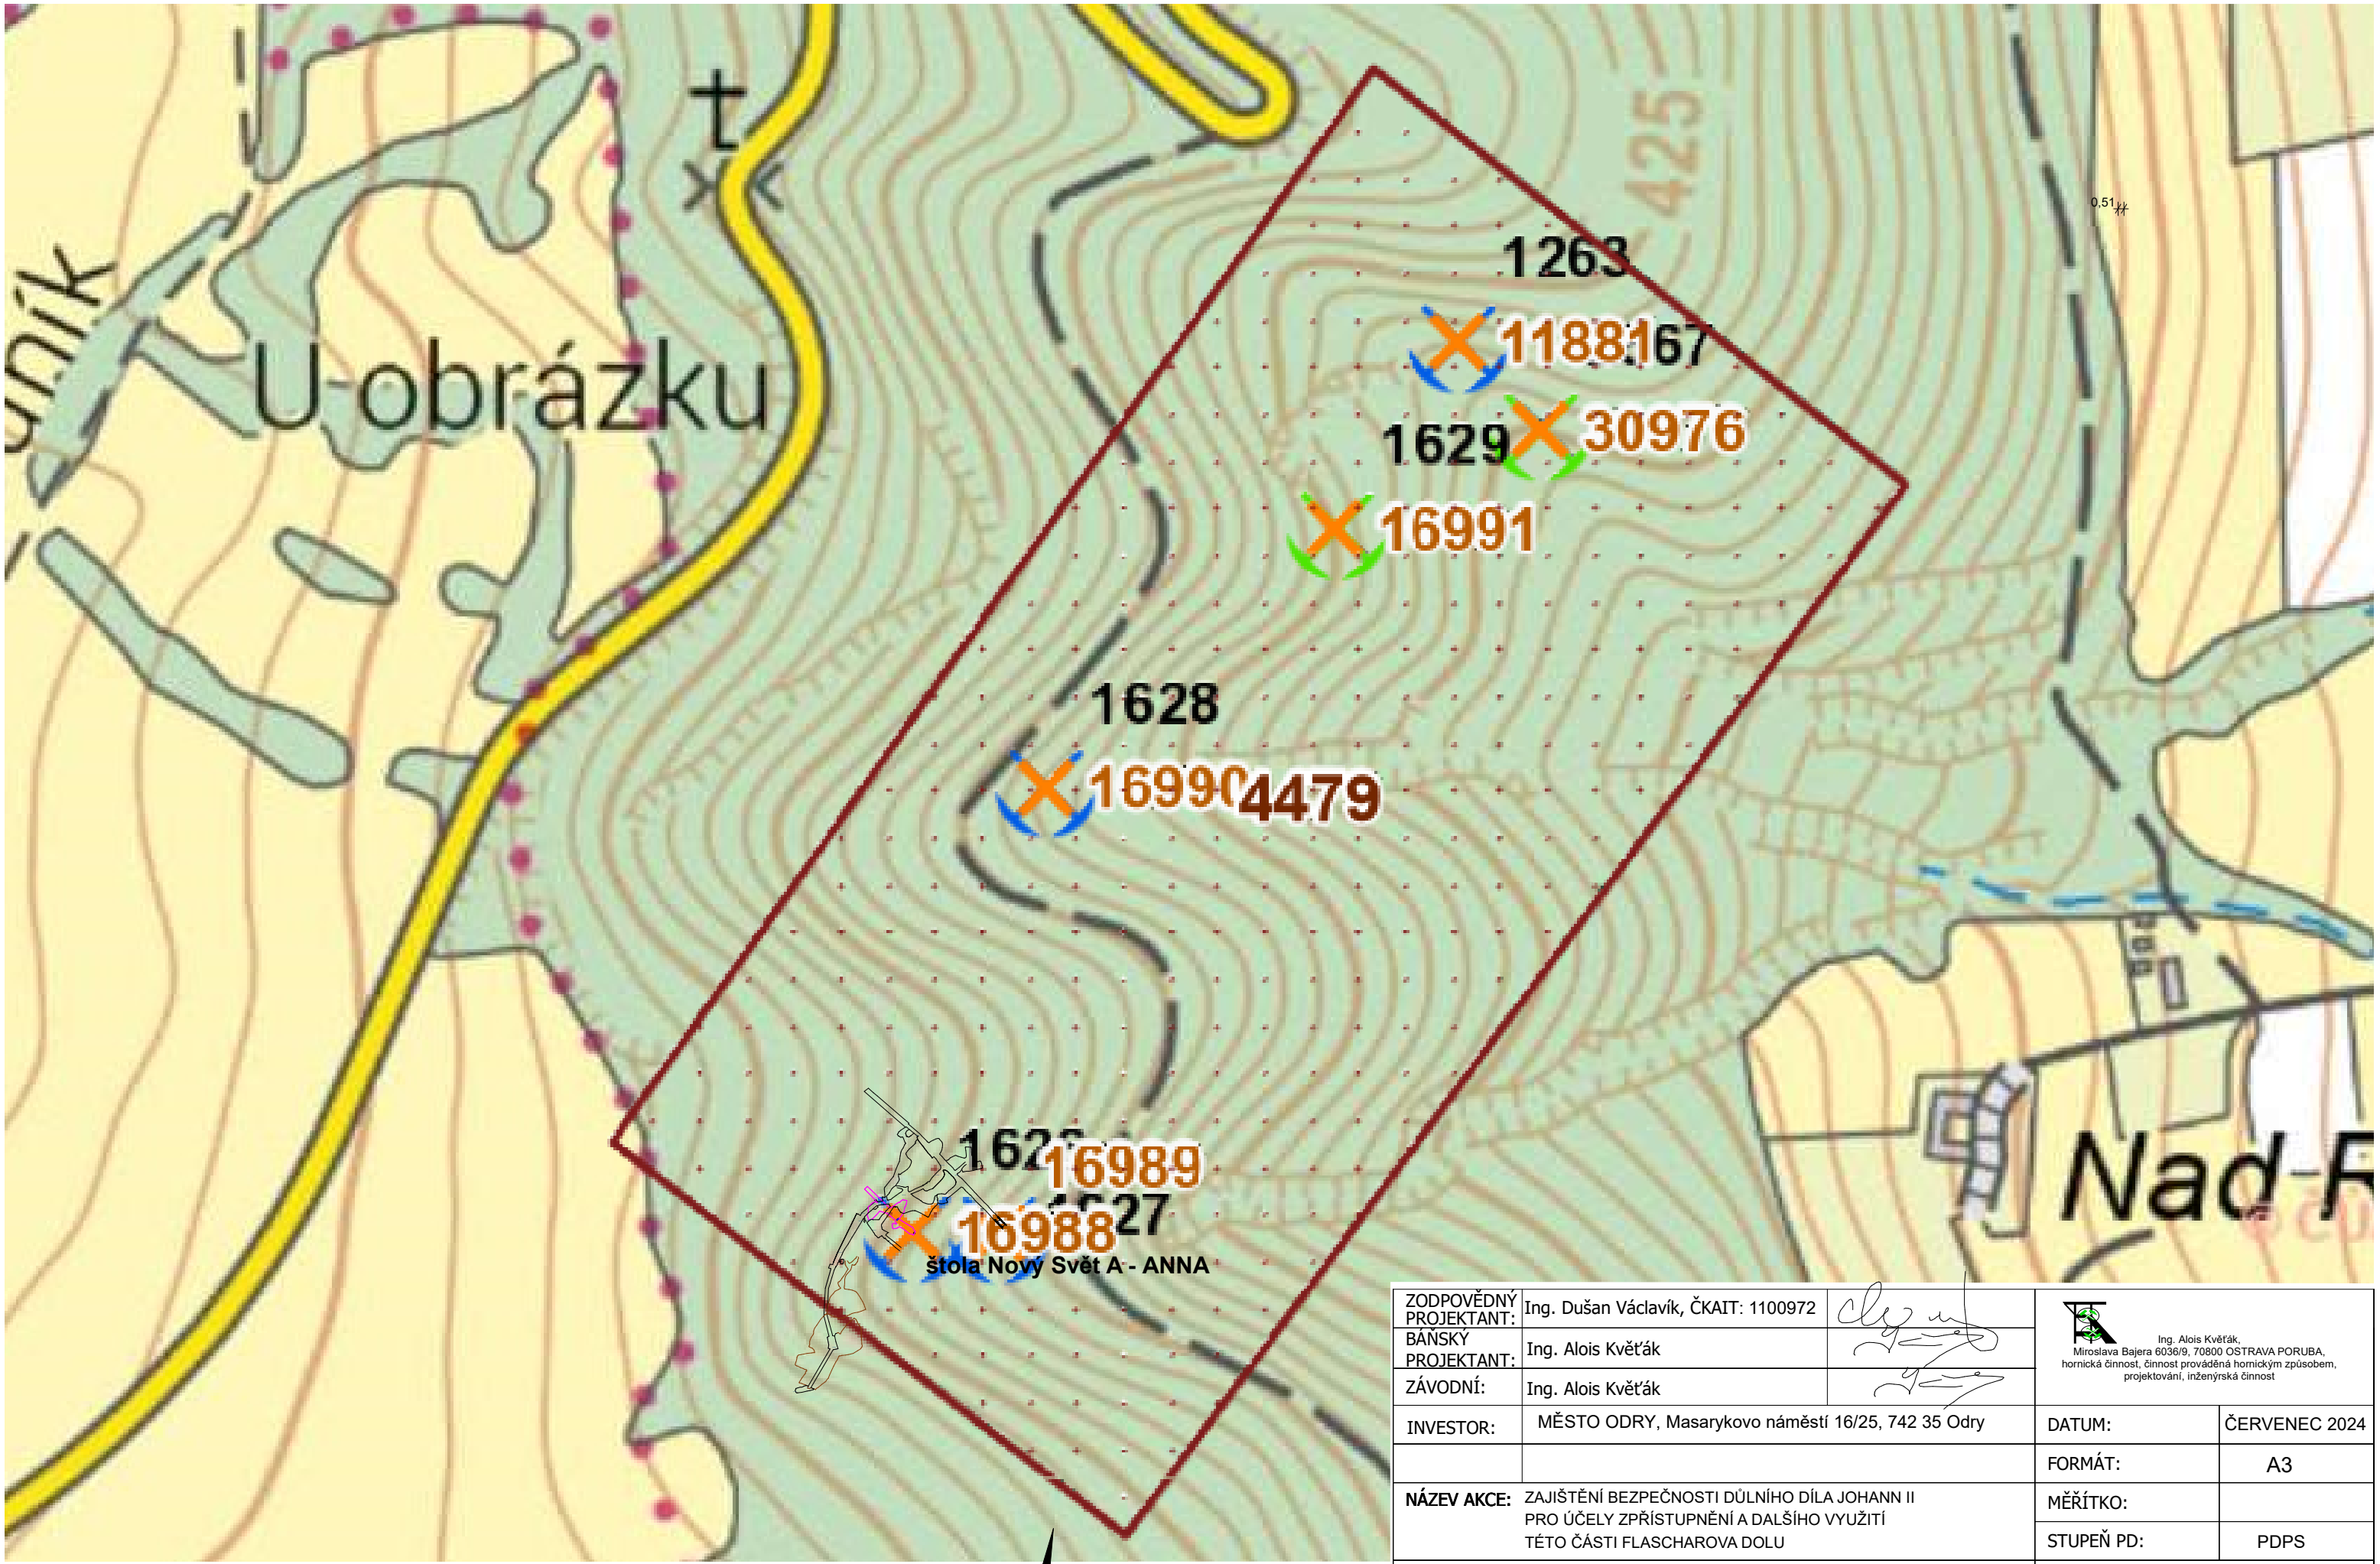 425
0,51
1263
11881
67
U obrázku
30976
1629
16991
1628
16990
4479
16989
27
16988
štola Nový Svět A - ANNA
Nad
ZODPOVĚDNÝ PROJEKTANT: Ing. Dušan Václavík, ČKAIT: 1100972
BÁŇSKÝ PROJEKTANT: Ing. Alois Květák
ZÁVODNÍ: Ing. Alois Květák
Ing. Alois Květák,
Miroslava Bajera 6036/9, 70800 OSTRAVA PORUBA,
hornická činnost, činnost prováděná hornickým způsobem,
projektování, inženýrská činnost
INVESTOR: MĚSTO ODRY, Masarykovo náměstí 16/25, 742 35 Odry
DATUM: ČERVENEC 2024
FORMÁT: A3
NÁZEV AKCE: ZAJIŠTĚNÍ BEZPEČNOSTI DŮLNÍHO DÍLA JOHANN II
PRO ÚČELY ZPŘÍSTUPNĚNÍ A DALŠÍHO VYUŽITÍ
TÉTO ČÁSTI FLASCHAROVA DOLU
MĚŘÍTKO:
STUPEŇ PD: PDPS